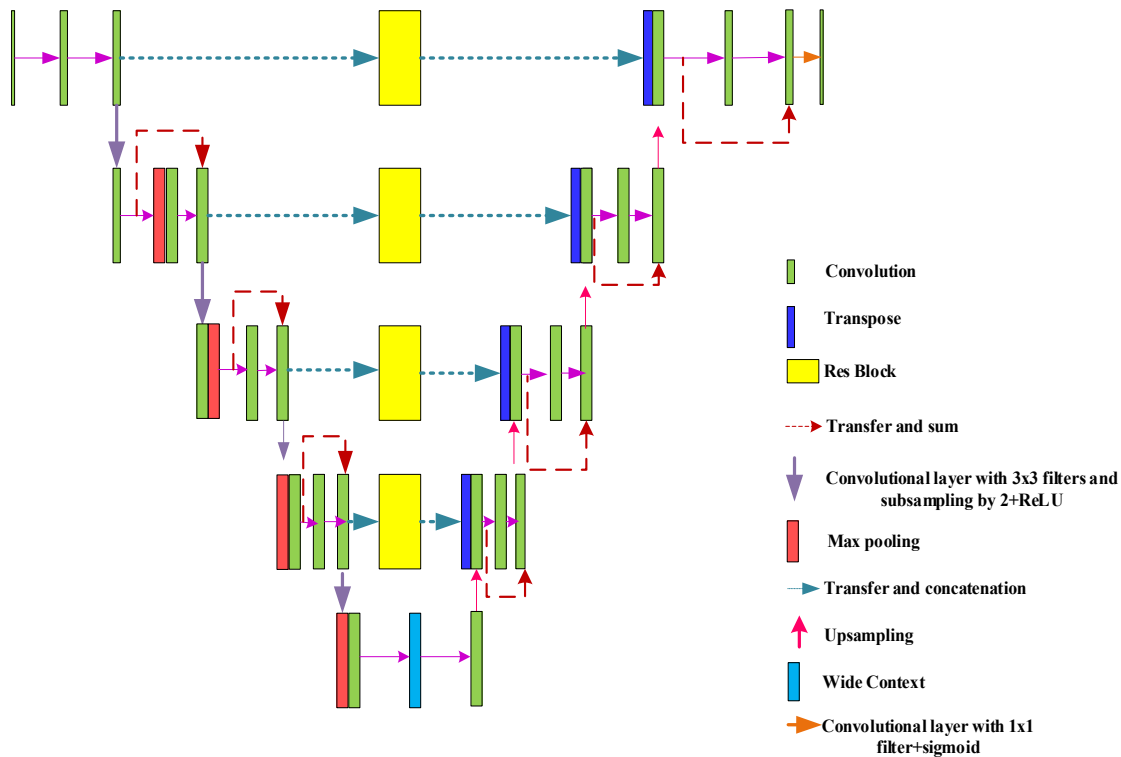 Convolution
Transpose
Res Block
Transfer and sum
Convolutional layer with 3x3 filters and
subsampling by 2+ReLU
Max pooling
Transfer and concatenation
Upsampling
Wide Context
Convolutional layer with 1x1
filter+sigmoid